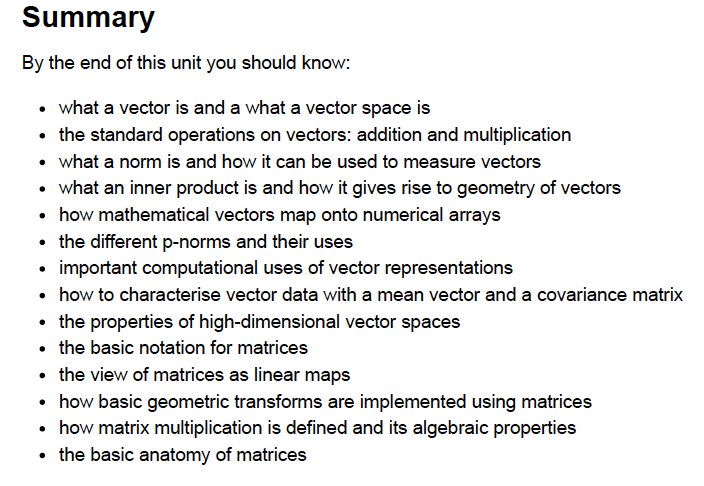 Summary
By the end of this unit you should know:
• what a vector is and a what a vector space is
• the standard operations on vectors: addition and multiplication
• what a norm is and how it can be used to measure vectors
• what an inner product is and how it gives rise to geometry of vectors
• how mathematical vectors map onto numerical arrays
• the different p-norms and their uses
• important computational uses of vector representations
• how to characterise vector data with a mean vector and a covariance matrix
• the properties of high-dimensional vector spaces
• the basic notation for matrices
• the view of matrices as linear maps
• how basic geometric transforms are implemented using matrices
• how matrix multiplication is defined and its algebraic properties
• the basic anatomy of matrices